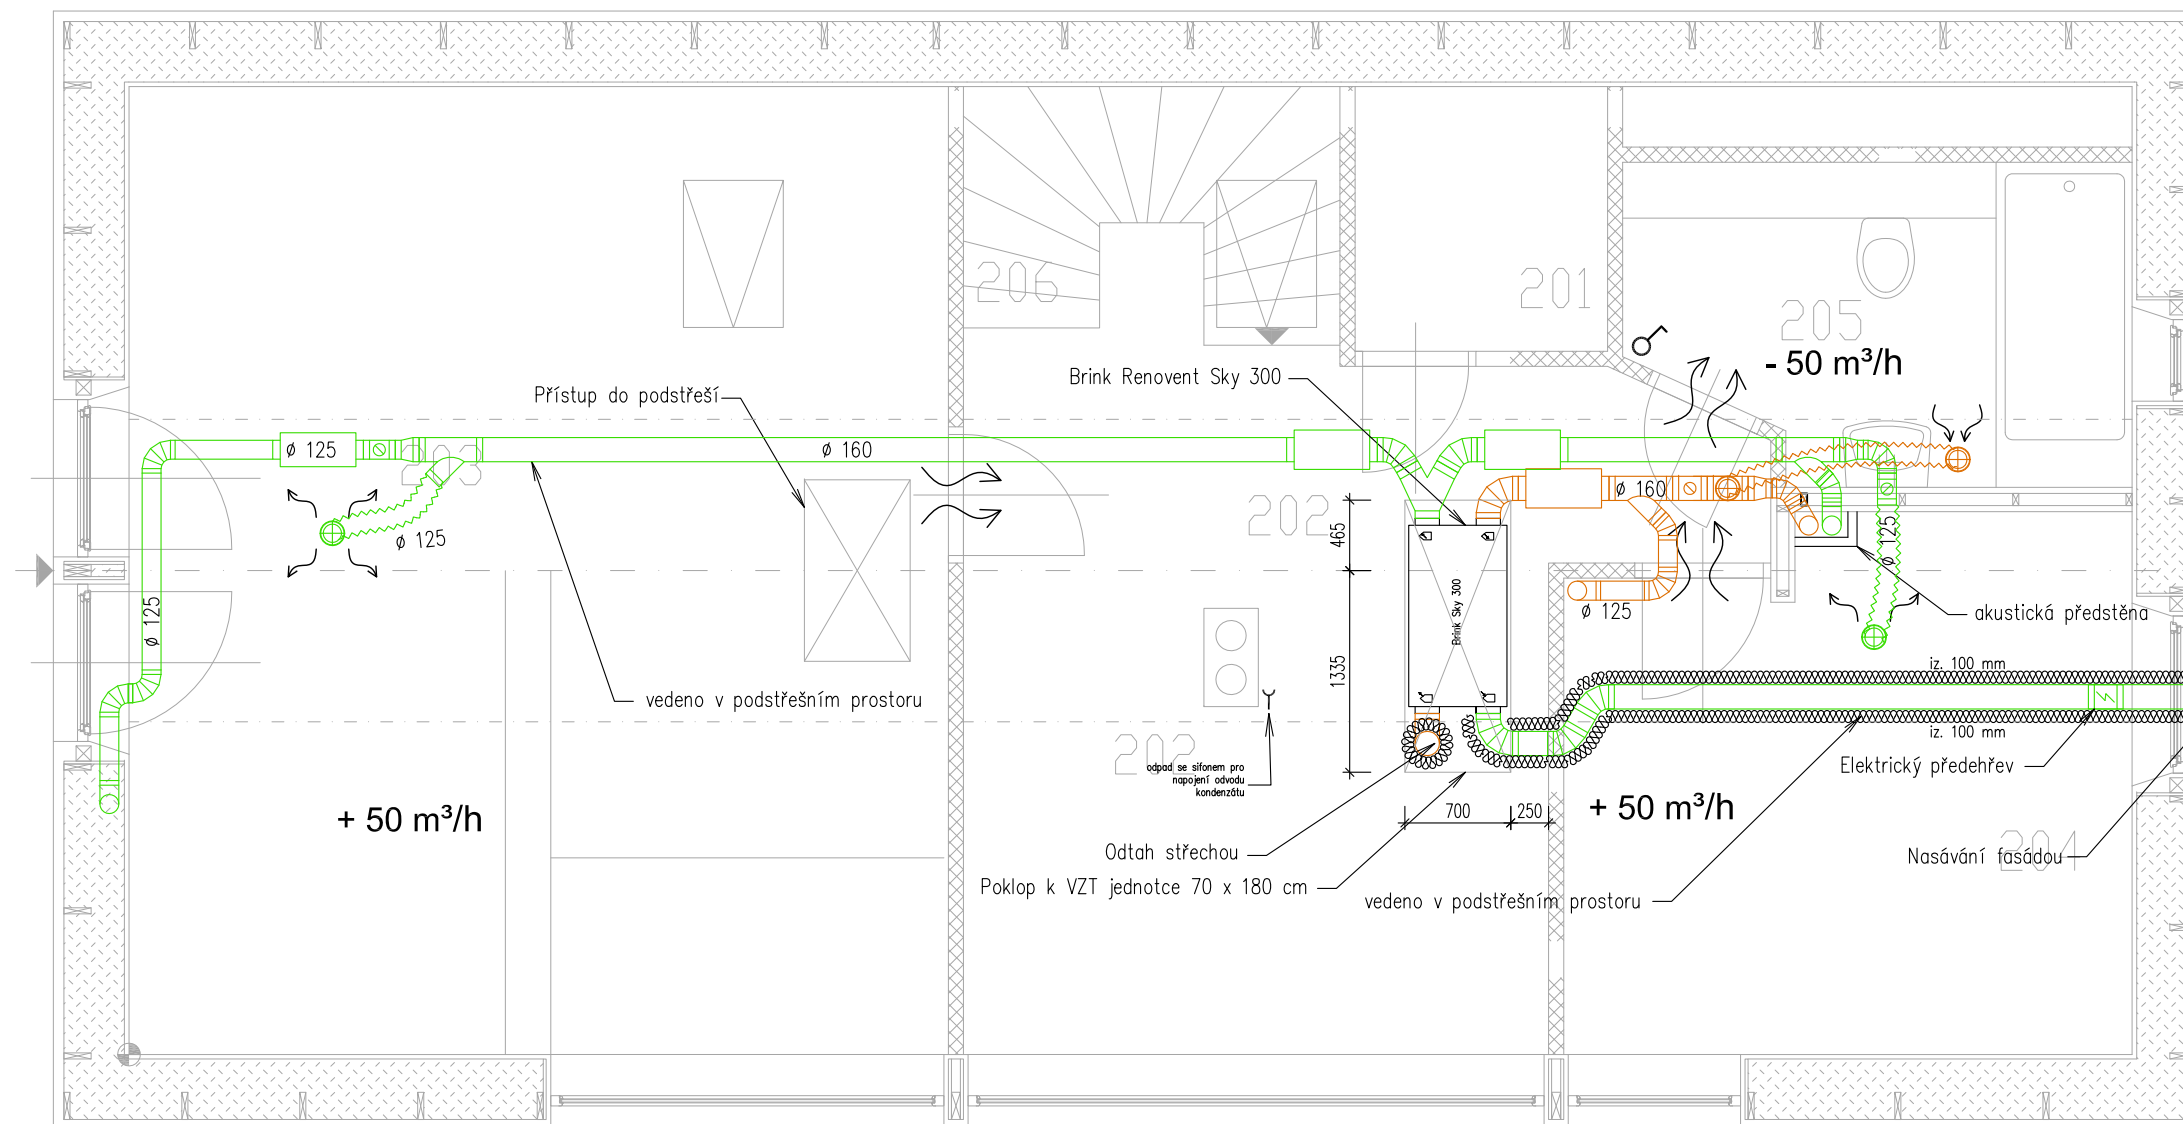 206
201
205
- 50 m³/h
Brink Renovent Sky 300
Přístup do podstřeší
ø 125
203
ø 160
ø 160
202
465
ø 125
ø 125
ø 125
ø 125
Brink Sky 300
akustická předstěna
1335
iz. 100 mm
vedeno v podstřešním prostoru
iz. 100 mm
202
odpad se sifonem pro
napojení odvodu
kondenzátu
Elektrický předehřev
+ 50 m³/h
700
250
+ 50 m³/h
Odtah střechou
204
Nasávání fasádou
Poklop k VZT jednotce 70 x 180 cm
vedeno v podstřešním prostoru